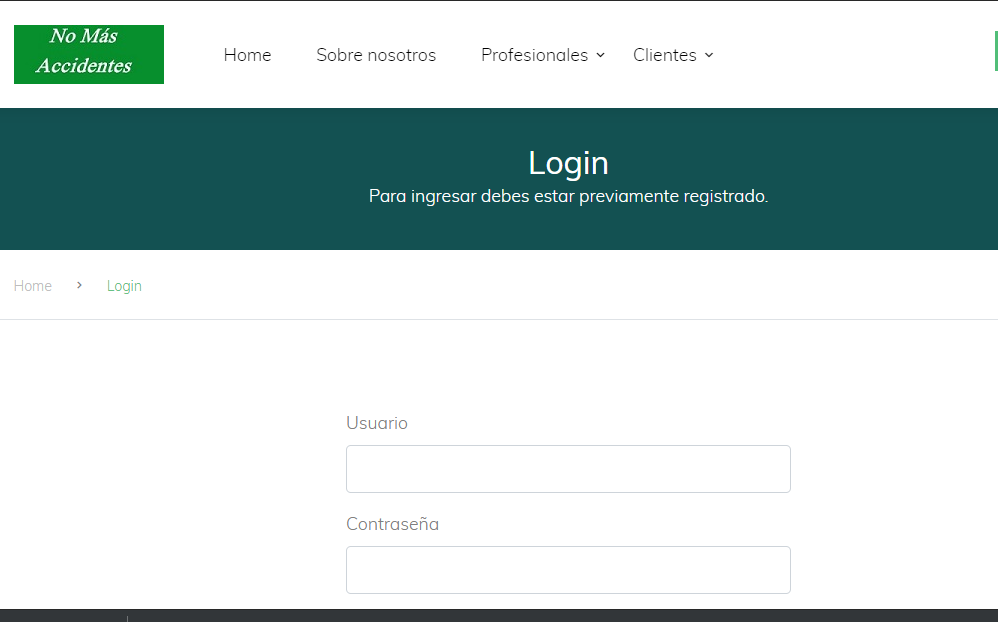 No Más
Accidentes
Home
Sobre nosotros
Profesionales
Clientes
Login
Para ingresar debes estar previamente registrado.
Home > Login
Usuario
Contraseña